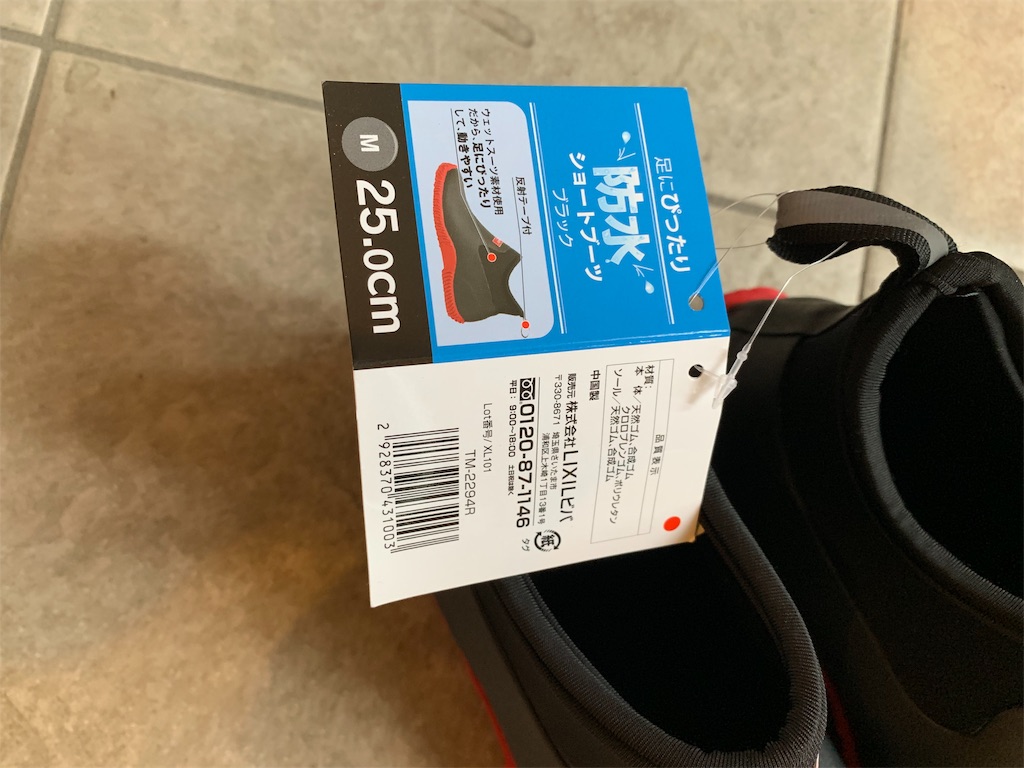 足にぴったり
防水
ショートブーツ
ブラック
反射テープ付
ウェットスーツ素材使用
だから、足にぴったり
して、動きやすい
M 25.0cm
品質表示
材質：
本 体／天然ゴム、合成ゴム
クロロプレンゴム、ポリウレタン
ソール／天然ゴム、合成ゴム
中国製
販売元 株式会社LIXILビバ
〒330-8671 埼玉県さいたま市
浦和区上木崎1丁目13番1号
0120-87-1146
平日： 9:00～18:00 土日祝は除く
紙 タグ
TM-2294R
Lot番号/XL101
2 928370 431003